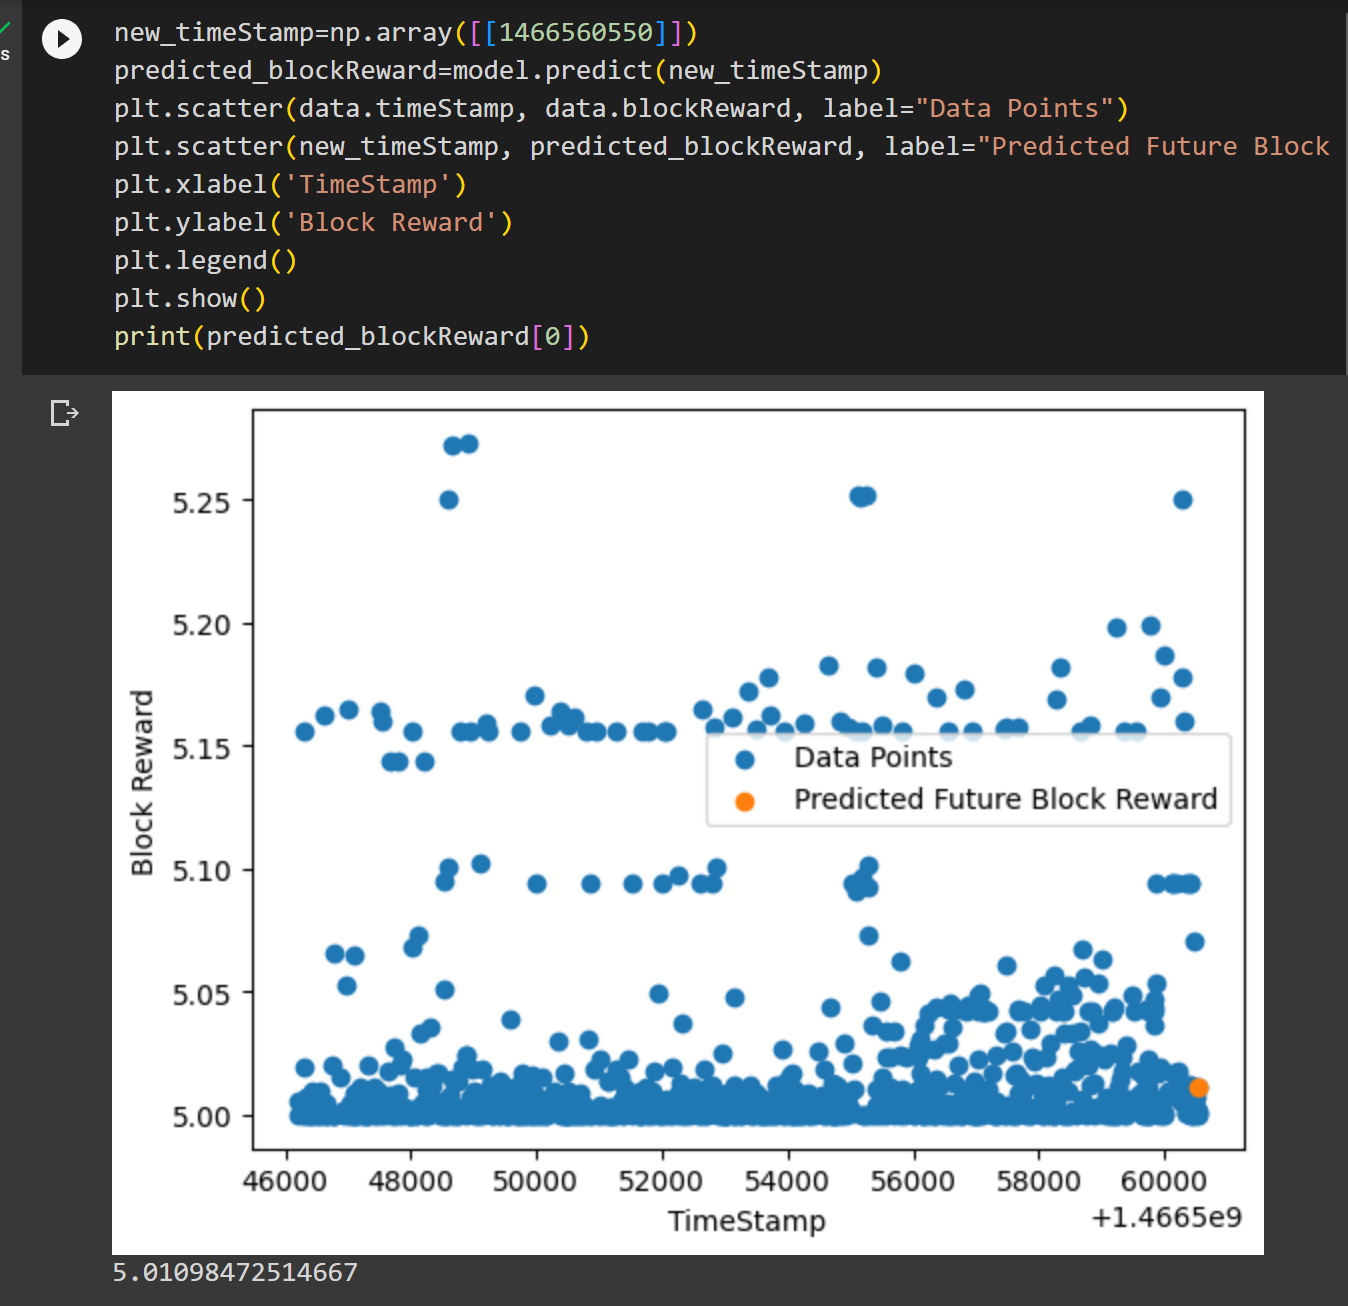 s
new_timeStamp=np.array([[1466560550]])
predicted_blockReward=model.predict(new_timeStamp)
plt.scatter(data.timeStamp, data.blockReward, label="Data Points")
plt.scatter(new_timeStamp, predicted_blockReward, label="Predicted Future Block
plt.xlabel('TimeStamp')
plt.ylabel('Block Reward')
plt.legend()
plt.show()
print(predicted_blockReward[0])
5.25
5.20
5.15
5.10
5.05
5.00
Block Reward
Data Points
Predicted Future Block Reward
46000 48000 50000 52000 54000 56000 58000 60000
TimeStamp
+1.4665e9
5.01098472514667